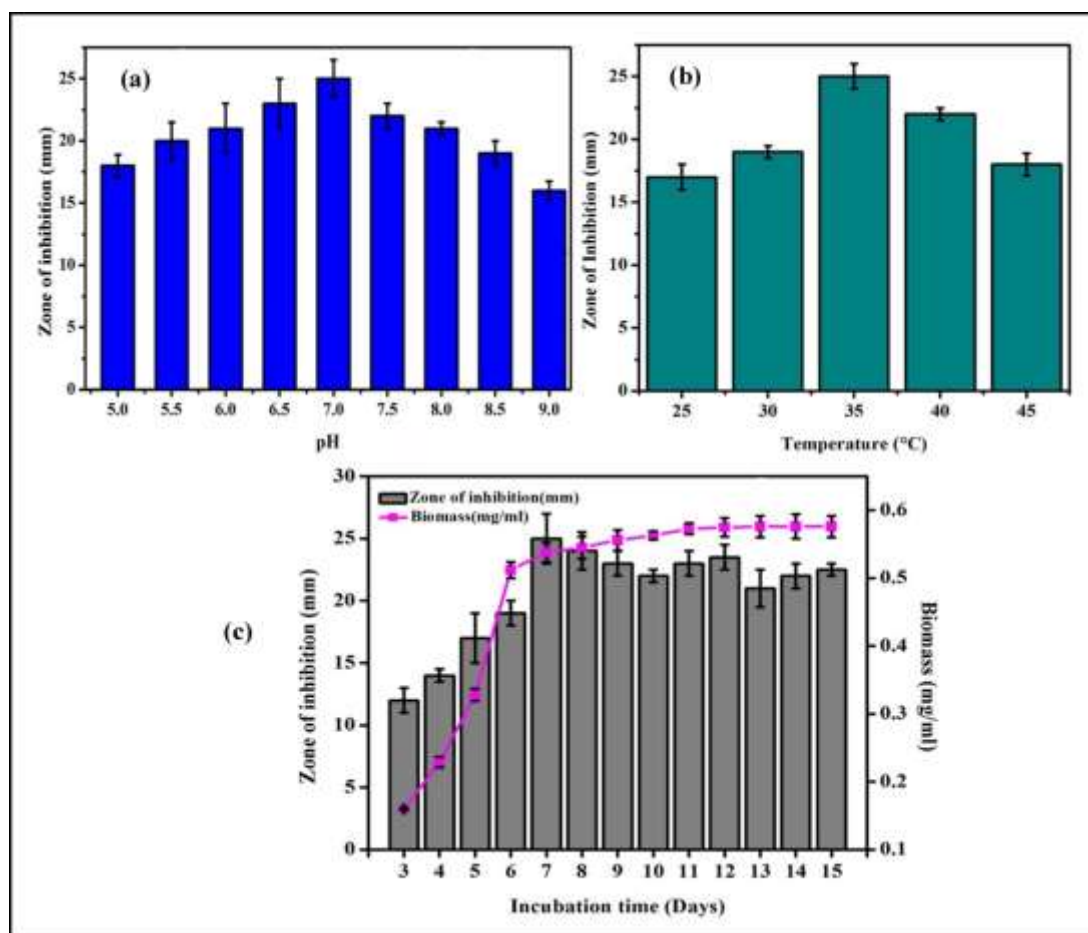 (a)
Zone of inhibition (mm)
25
20
15
10
5
0
5.0 5.5 6.0 6.5 7.0 7.5 8.0 8.5 9.0
pH
(b)
Zone of Inhibition (mm)
25
20
15
10
5
0
25 30 35 40 45
Temperature (°C)
(c)
Zone of inhibition (mm)
30
25
20
15
10
5
0
Zone of inhibition(mm)
Biomass(mg/ml)
0.6
0.5
0.4
0.3
0.2
0.1
Biomass (mg/ml)
3 4 5 6 7 8 9 10 11 12 13 14 15
Incubation time (Days)